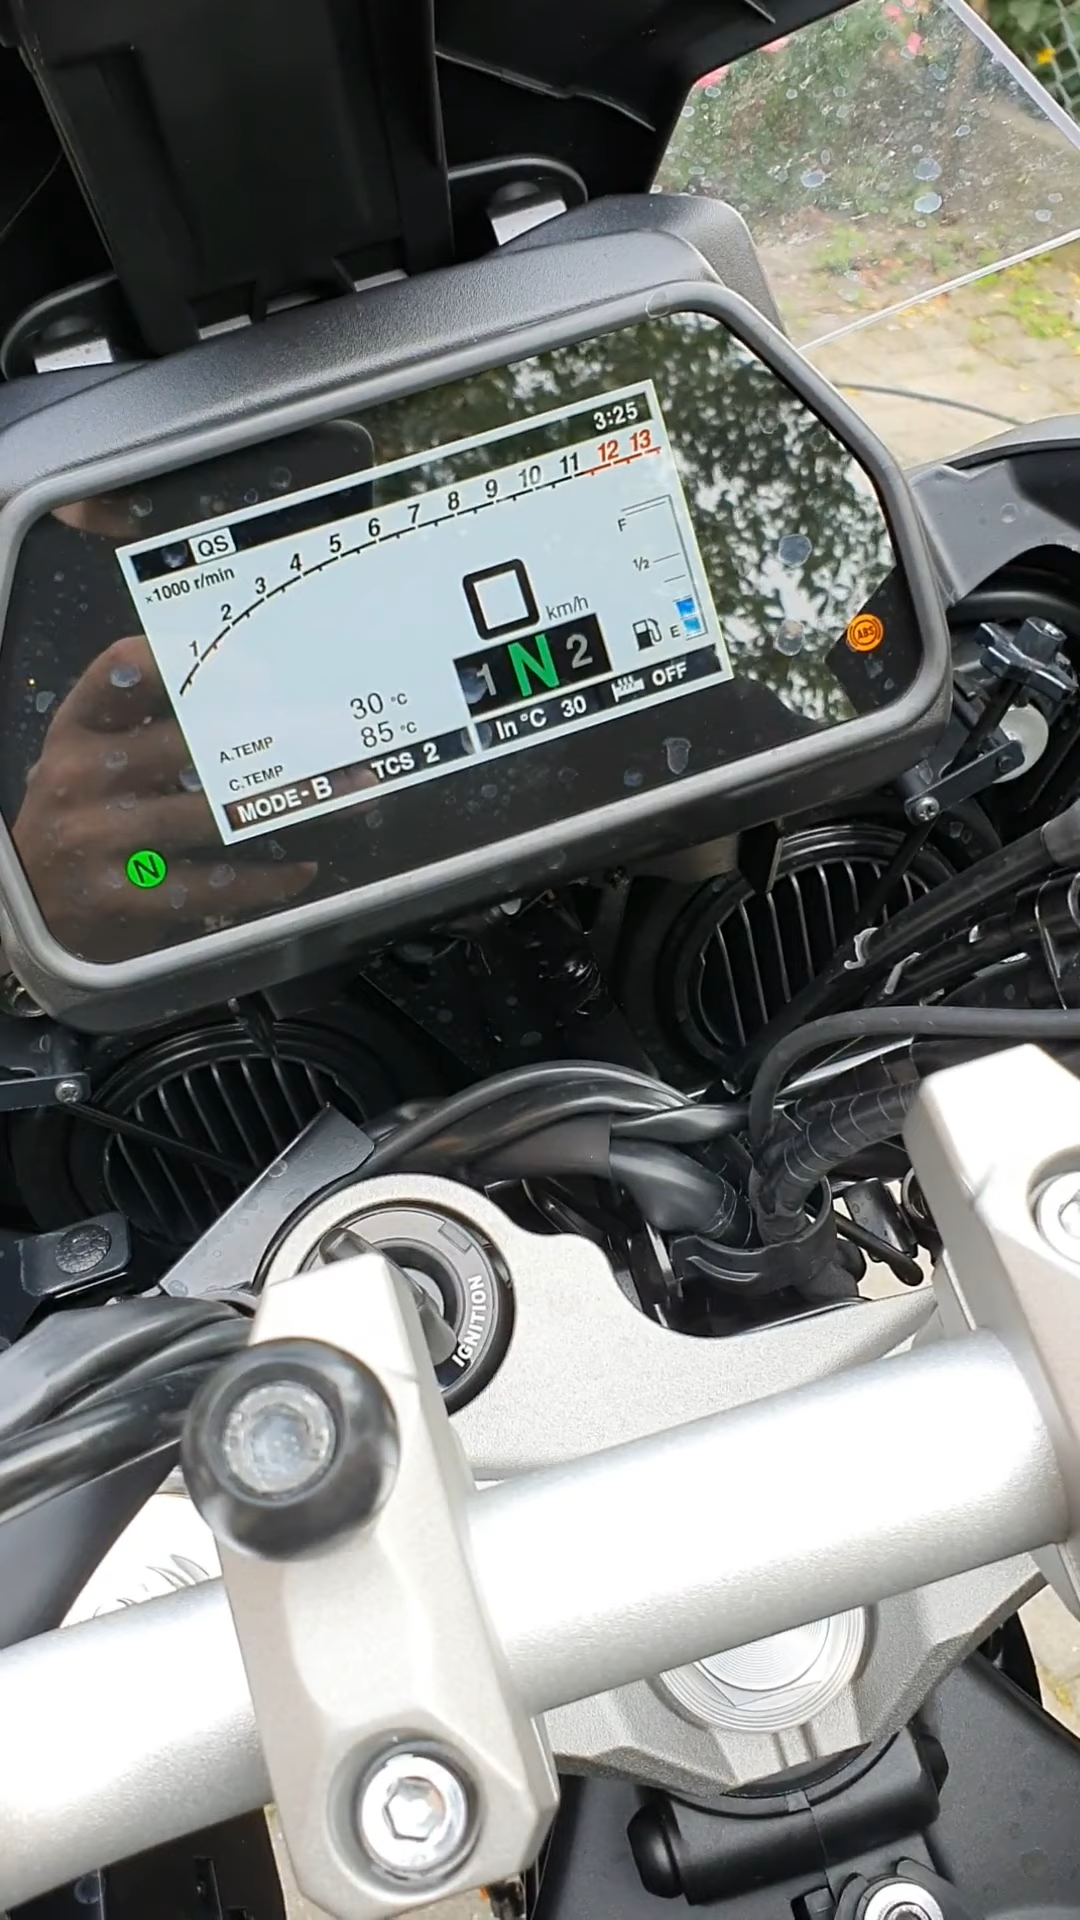 3:25
QS
×1000 r/min
1 2 3 4 5 6 7 8 9 10 11 12 13
F
1/2
E
0 km/h
1 N 2
A.TEMP 30 °C
C.TEMP 85 °C
MODE-B TCS 2 In°C 30 OFF
ABS
N
IGNITION